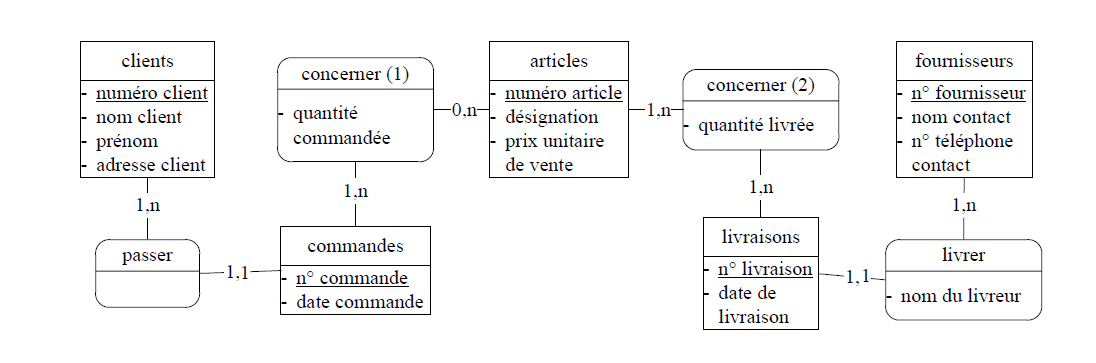 clients
- numéro client
- nom client
- prénom
- adresse client
1,n
passer
1,1
concerner (1)
- quantité
commandée
1,n
commandes
- n° commande
- date commande
0,n
articles
- numéro article
- désignation
- prix unitaire
de vente
1,n
concerner (2)
- quantité livrée
1,n
livraisons
- n° livraison
- date de
livraison
1,1
fournisseurs
- n° fournisseur
- nom contact
- n° téléphone
contact
1,n
livrer
- nom du livreur